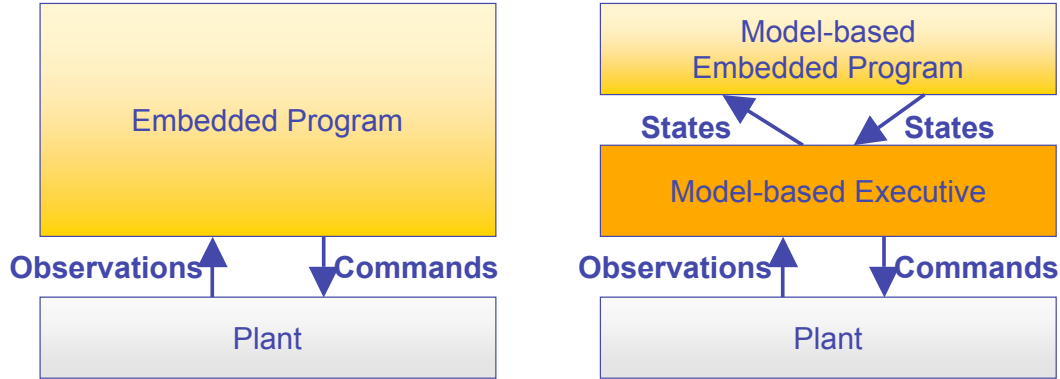 Embedded Program
Observations
Commands
Plant
Model-based
Embedded Program
States
States
Model-based Executive
Observations
Commands
Plant